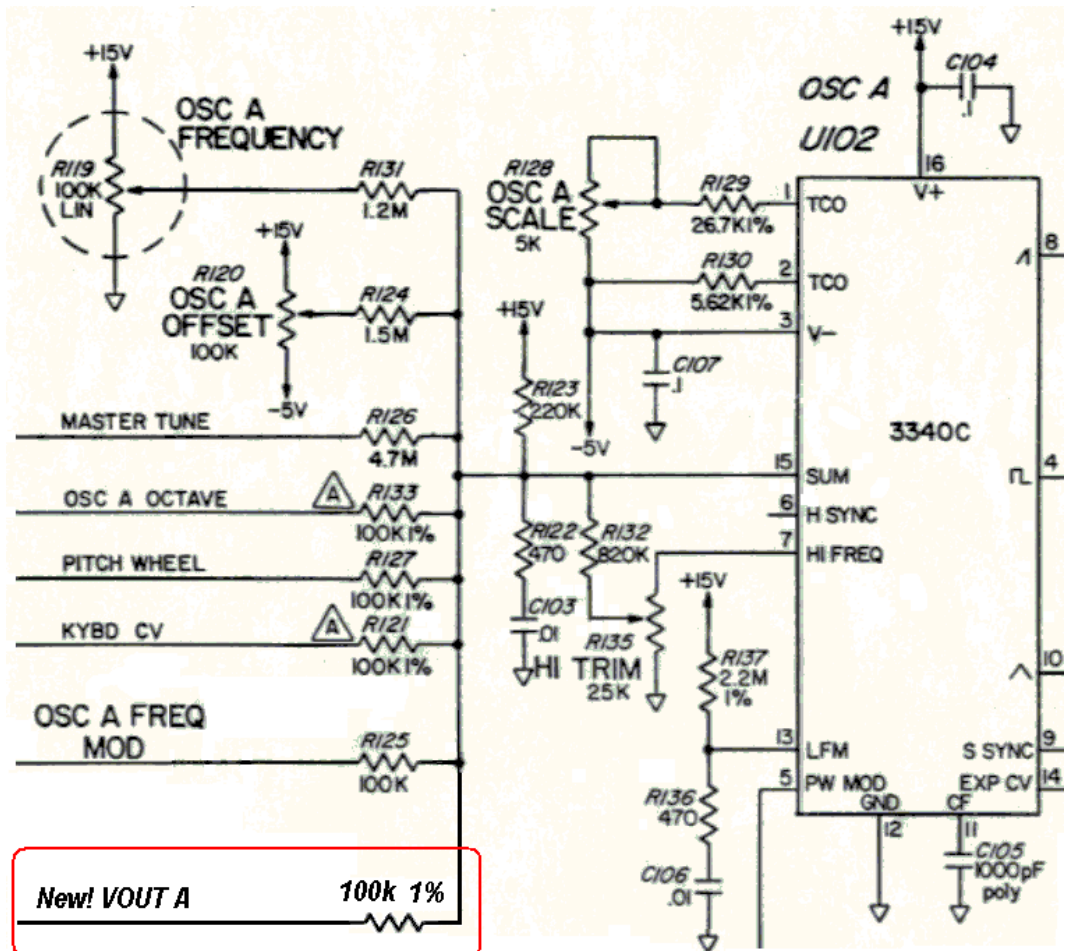 +15V
OSC A
FREQUENCY
R119
100K
LIN
R131
1.2M
+15V
R120
OSC A
OFFSET
100K
R124
1.5M
-5V
MASTER TUNE
R126
4.7M
OSC A OCTAVE
A
R133
100K1%
PITCH WHEEL
R127
100K1%
KYBD CV
A
R121
100K1%
OSC A FREQ
MOD
R125
100K
New! VOUT A
100k 1%
R128
OSC A
SCALE
5K
R129
26.7K1%
R130
5.62K1%
+15V
R123
220K
-5V
C107
.1
R122
470
R132
820K
C103
.01
R135
HI TRIM
25K
+15V
R137
2.2M
1%
R136
470
C106
.01
+15V
C104
.1
OSC A
U102
16
V+
1
TCO
2
TCO
3
V-
3340C
15
SUM
6
H SYNC
7
HI FREQ
13
LFM
5
PW MOD
8
4
10
S SYNC
9
EXP CV
14
GND
CF
12
11
C105
1000pF
poly